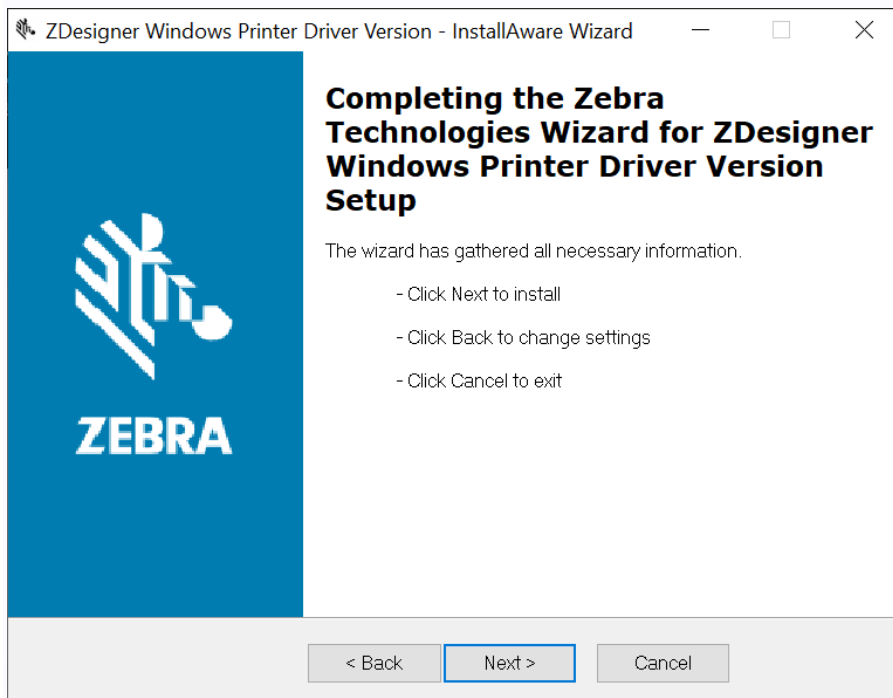 ZDesigner Windows Printer Driver Version - InstallAware Wizard
Completing the Zebra
Technologies Wizard for ZDesigner
Windows Printer Driver Version
Setup
The wizard has gathered all necessary information.
- Click Next to install
- Click Back to change settings
- Click Cancel to exit
ZEBRA
< Back
Next >
Cancel